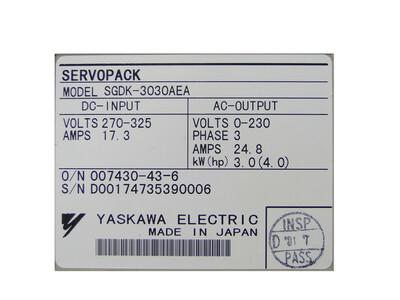 SERVOPACK
MODEL SGDK-3030AEA
DC-INPUT AC-OUTPUT
VOLTS 270-325 VOLTS 0-230
AMPS 17.3 PHASE 3
AMPS 24.8
kW(hp) 3.0(4.0)
O/N 007430-43-6
S/N D00174735390006
YASKAWA ELECTRIC
MADE IN JAPAN
INSP
D '01 7
PASS